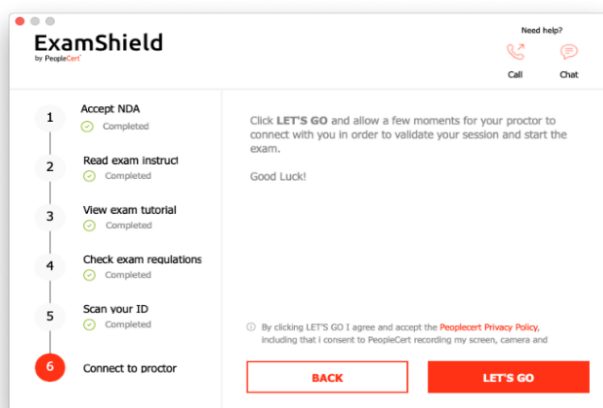 ExamShield
by PeopleCert
Need help?
Call
Chat
1
Accept NDA
Completed
2
Read exam instruct
Completed
3
View exam tutorial
Completed
4
Check exam regulations
Completed
5
Scan your ID
Completed
6
Connect to proctor
Click LET'S GO and allow a few moments for your proctor to
connect with you in order to validate your session and start the
exam.
Good Luck!
By clicking LET'S GO I agree and accept the Peoplecert Privacy Policy,
including that i consent to PeopleCert recording my screen, camera and
BACK
LET'S GO